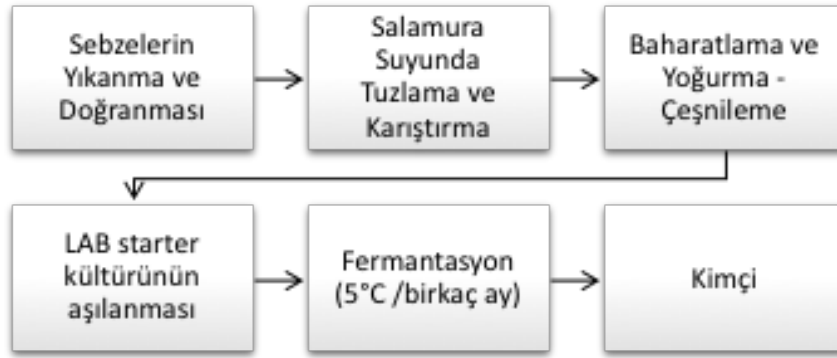 Sebzelerin
Yıkanma ve
Doğranması
Salamura
Suyunda
Tuzlama ve
Karıştırma
Baharatlama ve
Yoğurma -
Çeşnileme
LAB starter
kültürünün
aşılanması
Fermantasyon
(5°C /birkaç ay)
Kimçi